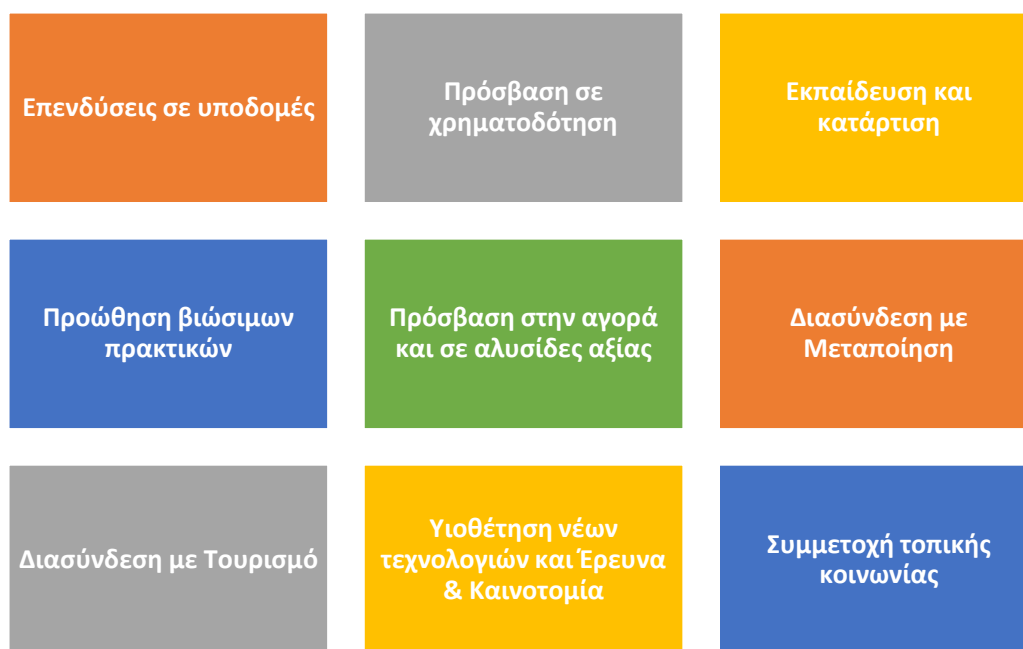 Επενδύσεις σε υποδομές
Πρόσβαση σε
χρηματοδότηση
Εκπαίδευση και
κατάρτιση
Προώθηση βιώσιμων
πρακτικών
Πρόσβαση στην αγορά
και σε αλυσίδες αξίας
Διασύνδεση με
Μεταποίηση
Διασύνδεση με Τουρισμό
Υιοθέτηση νέων
τεχνολογιών και Έρευνα
& Καινοτομία
Συμμετοχή τοπικής
κοινωνίας